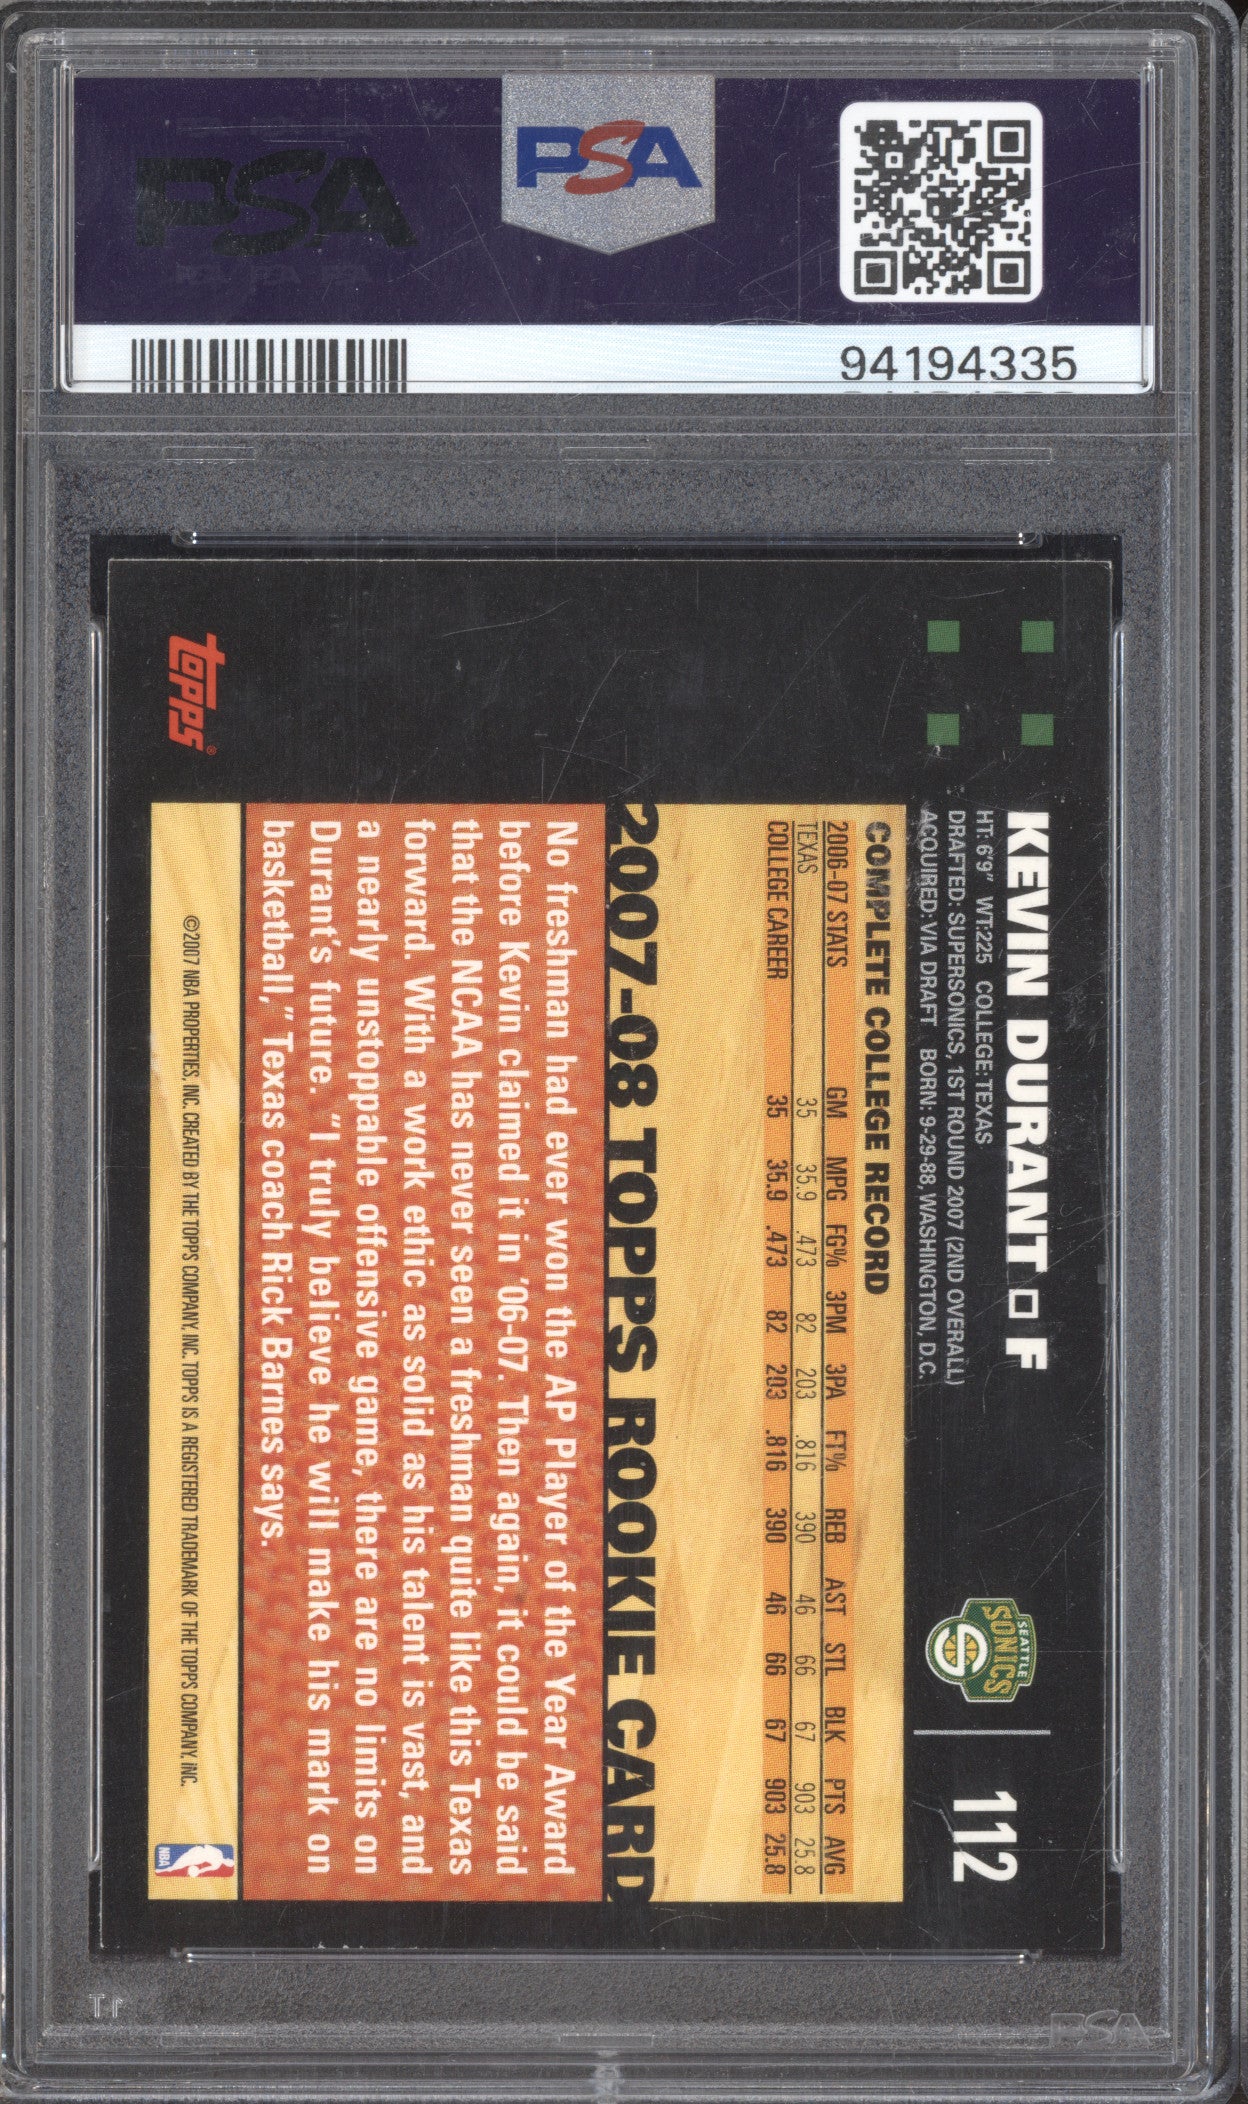 PSA
PSA
94194335
KEVIN DURANT □ F
HT: 6'9" WT: 225 COLLEGE: TEXAS
DRAFTED: SUPERSONICS, 1ST ROUND 2007 (2ND OVERALL)
ACQUIRED: VIA DRAFT BORN: 9-29-88, WASHINGTON, D.C.
SEATTLE
SONICS
112
COMPLETE COLLEGE RECORD
2006-07 STATS GM MPG FG% 3PM 3PA FT% REB AST STL BLK PTS AVG
TEXAS 35 35.9 .473 82 203 .816 390 46 66 67 903 25.8
COLLEGE CAREER 35 35.9 .473 82 203 .816 390 46 66 67 903 25.8
2007-08 TOPPS ROOKIE CARD
No freshman had ever won the AP Player of the Year Award
before Kevin claimed it in '06-07. Then again, it could be said
that the NCAA has never seen a freshman quite like this Texas
forward. With a work ethic as solid as his talent is vast, and
a nearly unstoppable offensive game, there are no limits on
Durant's future. "I truly believe he will make his mark on
basketball," Texas coach Rick Barnes says.
topps®
©2007 NBA PROPERTIES, INC. CREATED BY THE TOPPS COMPANY, INC. TOPPS IS A REGISTERED TRADEMARK OF THE TOPPS COMPANY, INC.
NBA
PSA